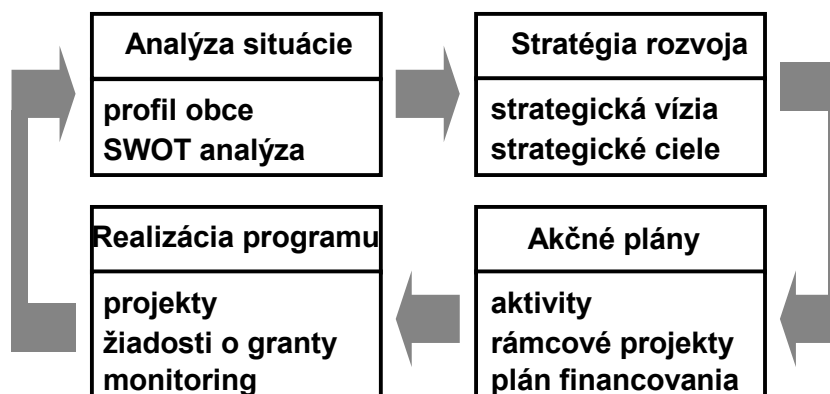 Analýza situácie
profil obce
SWOT analýza
Stratégia rozvoja
strategická vízia
strategické ciele
Realizácia programu
projekty
žiadosti o granty
monitoring
Akčné plány
aktivity
rámcové projekty
plán financovania